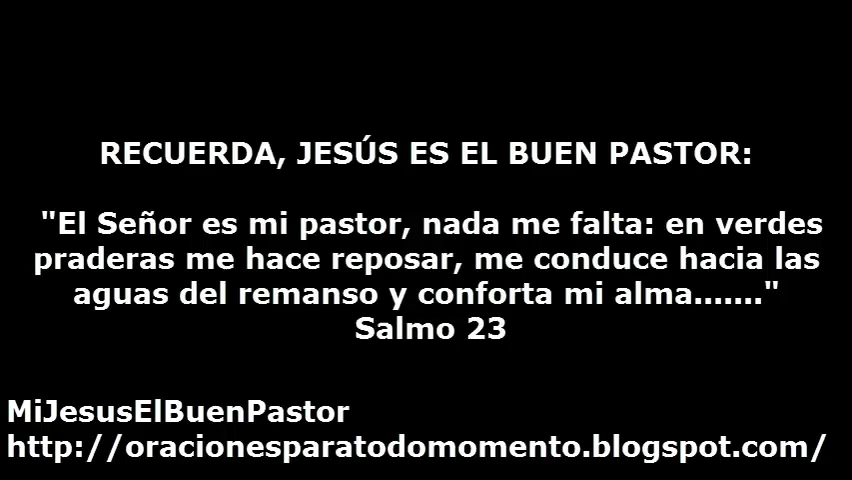 RECUERDA, JESÚS ES EL BUEN PASTOR:
"El Señor es mi pastor, nada me falta: en verdes
praderas me hace reposar, me conduce hacia las
aguas del remanso y conforta mi alma......."
Salmo 23
MiJesusElBuenPastor
http://oracionesparatodomomento.blogspot.com/